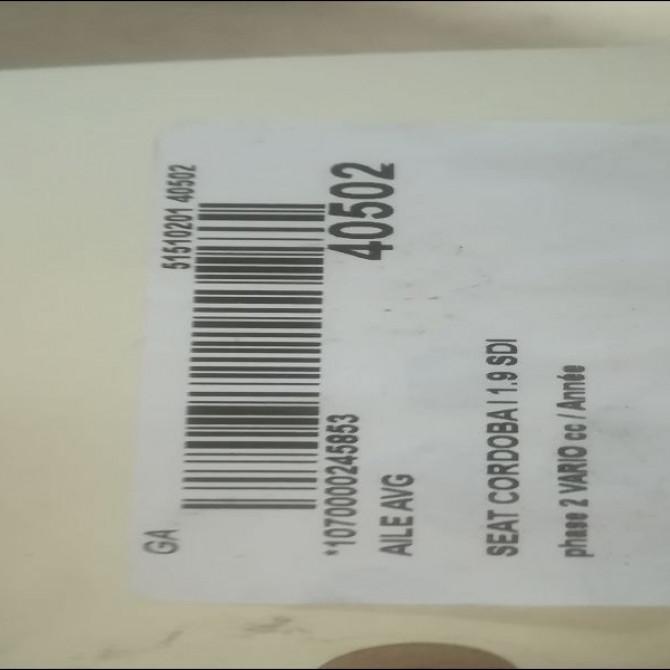 GA 51510201 40502
*1070000245853 40502
AILE AVG
SEAT CORDOBA I 1.9 SDI
phase 2 VARIO cc / Année